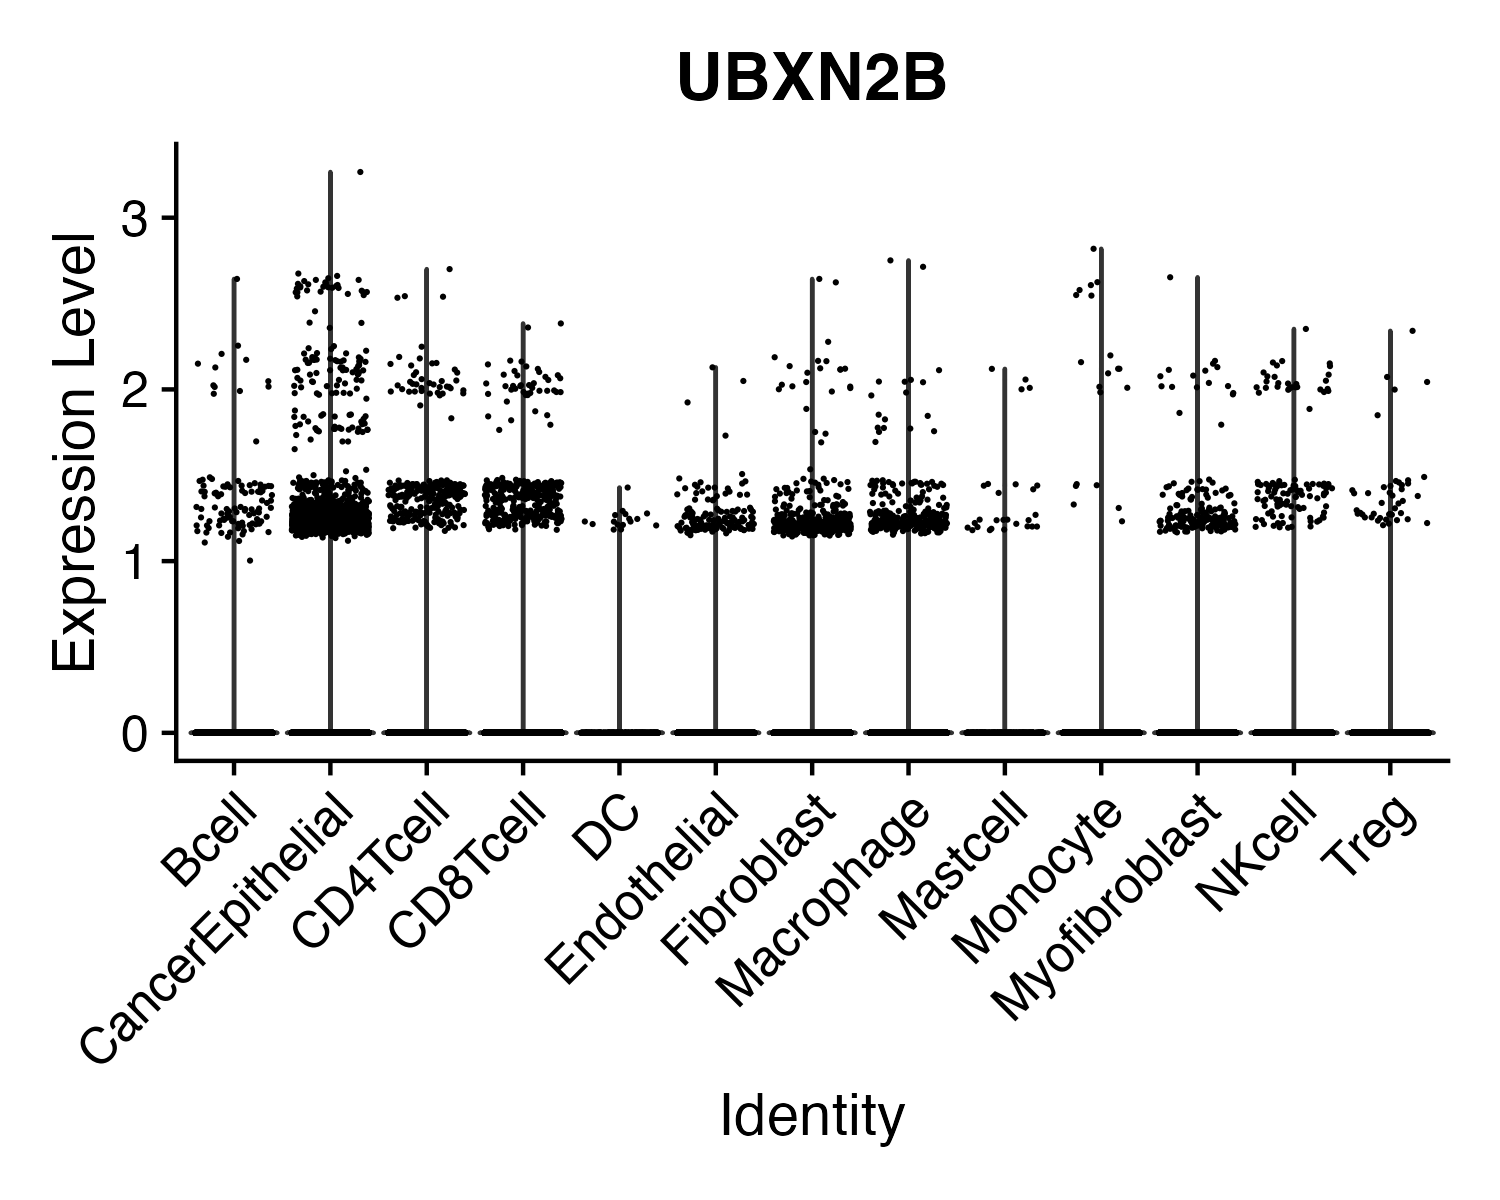 UBXN2B
Expression Level
3
2
1
0
Bcell
CancerEpithelial
CD4Tcell
CD8Tcell
DC
Endothelial
Fibroblast
Macrophage
Mastcell
Monocyte
Myofibroblast
NKcell
Treg
Identity